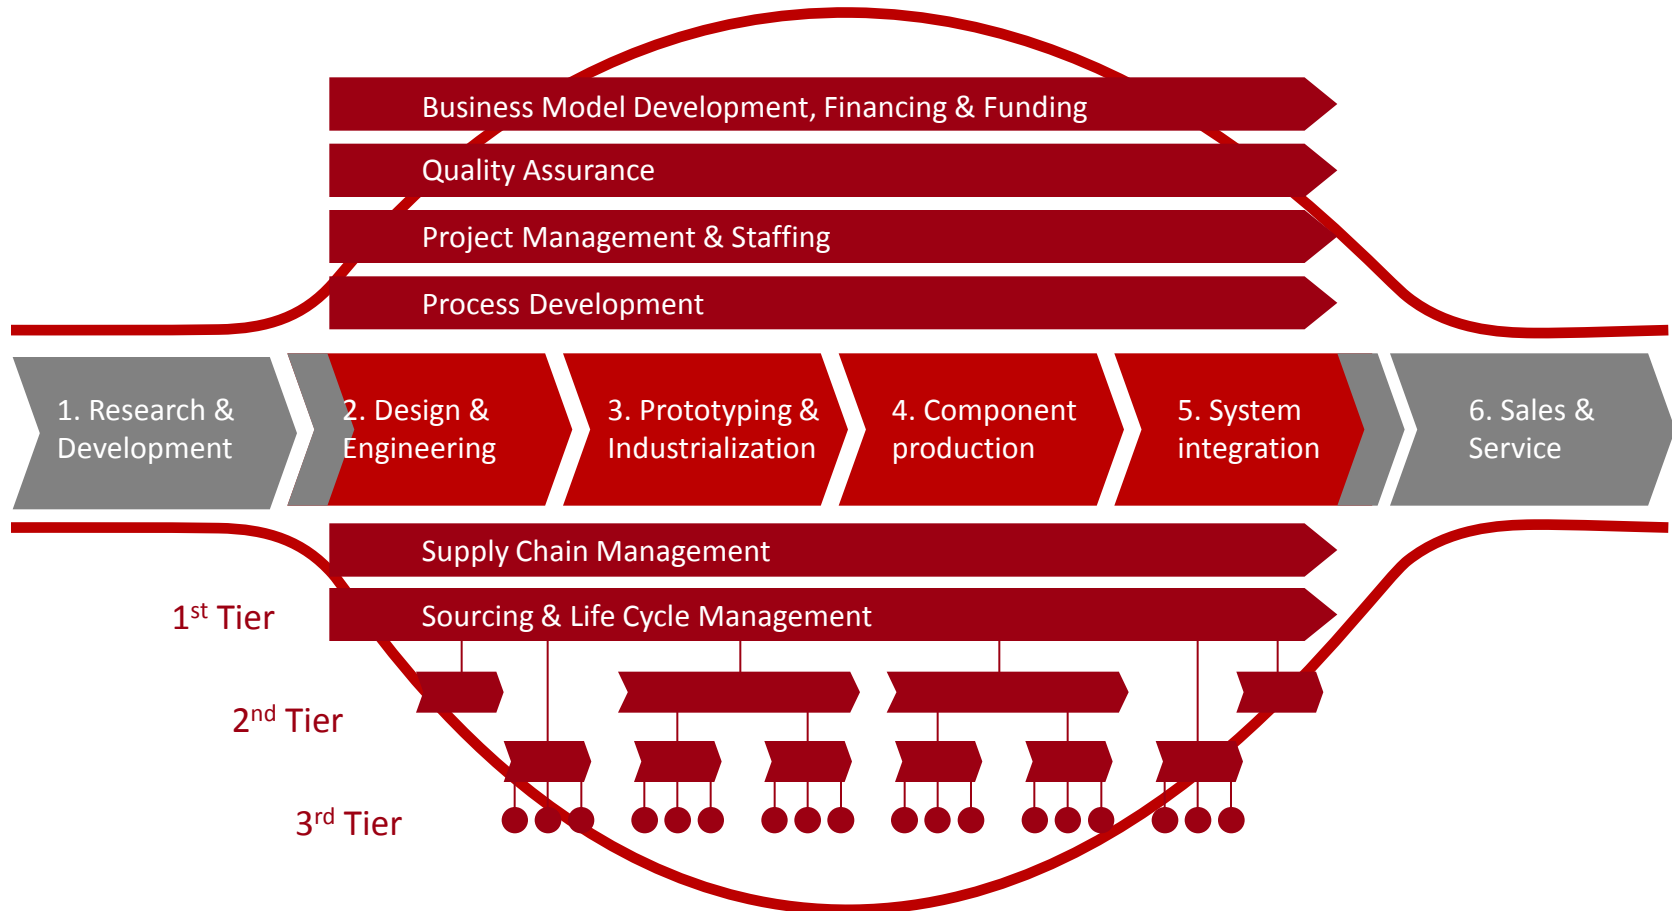 Business Model Development, Financing & Funding
Quality Assurance
Project Management & Staffing
Process Development
1. Research &
Development
2. Design &
Engineering
3. Prototyping &
Industrialization
4. Component
production
5. System
integration
6. Sales &
Service
Supply Chain Management
1st Tier
Sourcing & Life Cycle Management
2nd Tier
3rd Tier